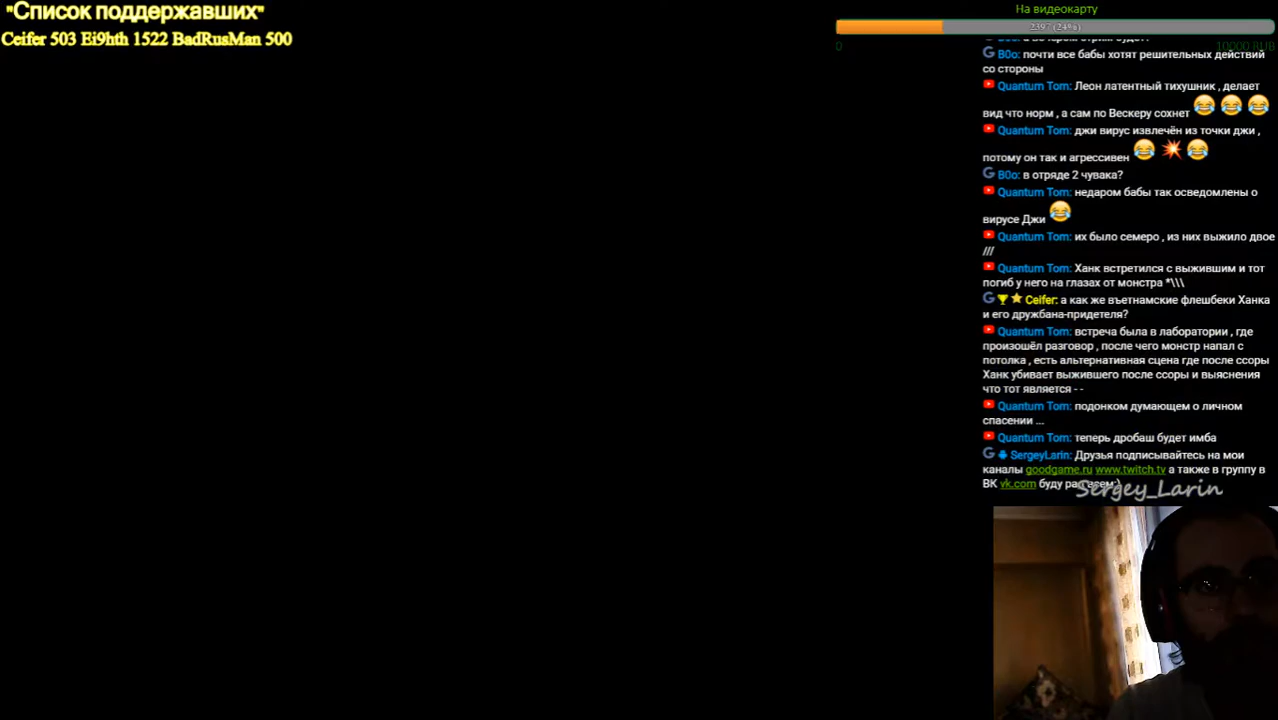 "Список поддержавших"
Ceifer 503 Ei9hth 1522 BadRusMan 500
На видеокарту
2397 (24%)
0
10000 RUB
B0o: почти все бабы хотят решительных действий
со стороны
Quantum Tom: Леон латентный тихушник , делает
вид что норм , а сам по Вескеру сохнет 😂 😂 😂
Quantum Tom: джи вирус извлечён из точки джи ,
потому он так и агрессивен 😂 💥 😂
B0o: в отряде 2 чувака?
Quantum Tom: недаром бабы так осведомлены о
вирусе Джи 😂
Quantum Tom: их было семеро , из них выжило двое
///
Quantum Tom: Ханк встретился с выжившим и тот
погиб у него на глазах от монстра *\\\
Ceifer: а как же въетнамские флешбеки Ханка
и его дружбана-придетеля?
Quantum Tom: встреча была в лаборатории , где
произошёл разговор , после чего монстр напал с
потолка , есть альтернативная сцена где после ссоры
Ханк убивает выжившего после ссоры и выяснения
что тот является - -
Quantum Tom: подонком думающем о личном
спасении ...
Quantum Tom: теперь дробаш будет имба
SergeyLarin: Друзья подписывайтесь на мои
каналы goodgame.ru www.twitch.tv а также в группу в
ВК vk.com буду рад всем:)
Sergey_Larin